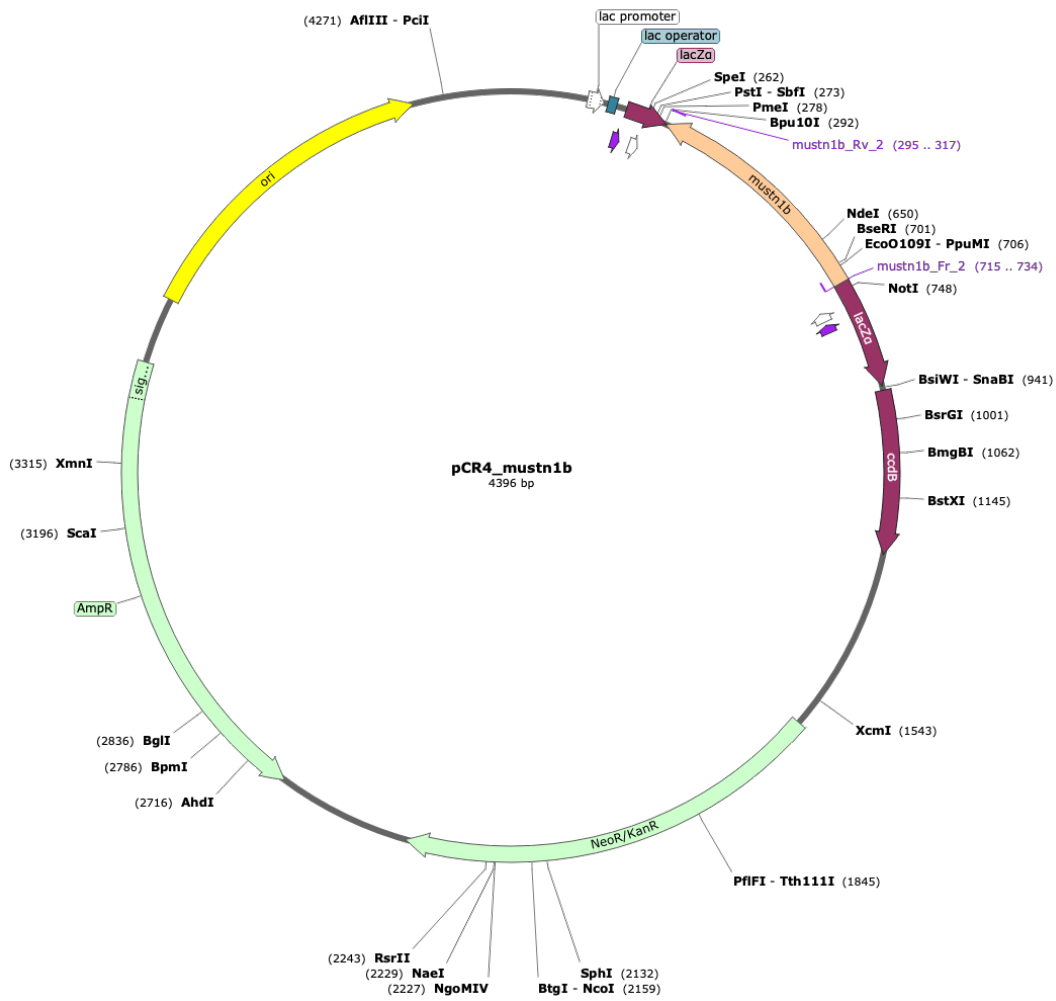 (4271) AflIII - PciI
lac promoter
lac operator
lacZα
SpeI (262)
PstI - SbfI (273)
PmeI (278)
Bpu10I (292)
mustn1b_Rv_2 (295 .. 317)
mustn1b
NdeI (650)
BseRI (701)
EcoO109I - PpuMI (706)
mustn1b_Fr_2 (715 .. 734)
NotI (748)
lacZα
BsiWI - SnaBI (941)
BsrGI (1001)
BmgBI (1062)
ccdB
BstXI (1145)
XcmI (1543)
NeoR/KanR
PflFI - Tth111I (1845)
SphI (2132)
BtgI - NcoI (2159)
(2227) NgoMIV
(2229) NaeI
(2243) RsrII
(2716) AhdI
(2786) BpmI
(2836) BglI
AmpR
(3196) ScaI
(3315) XmnI
sig...
ori
pCR4_mustn1b
4396 bp